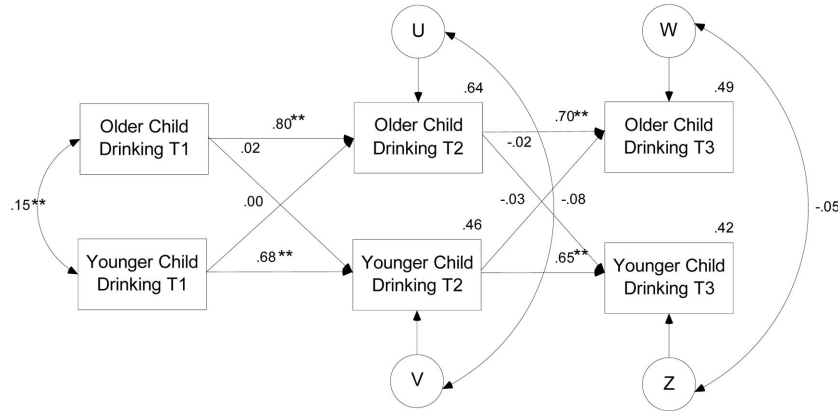 U
W
.64
.49
Older Child
Drinking T1
.80**
Older Child
Drinking T2
.70**
Older Child
Drinking T3
.02
-.02
.15**
.00
-.03
-.08
-.05
.46
.42
Younger Child
Drinking T1
.68**
Younger Child
Drinking T2
.65**
Younger Child
Drinking T3
V
Z